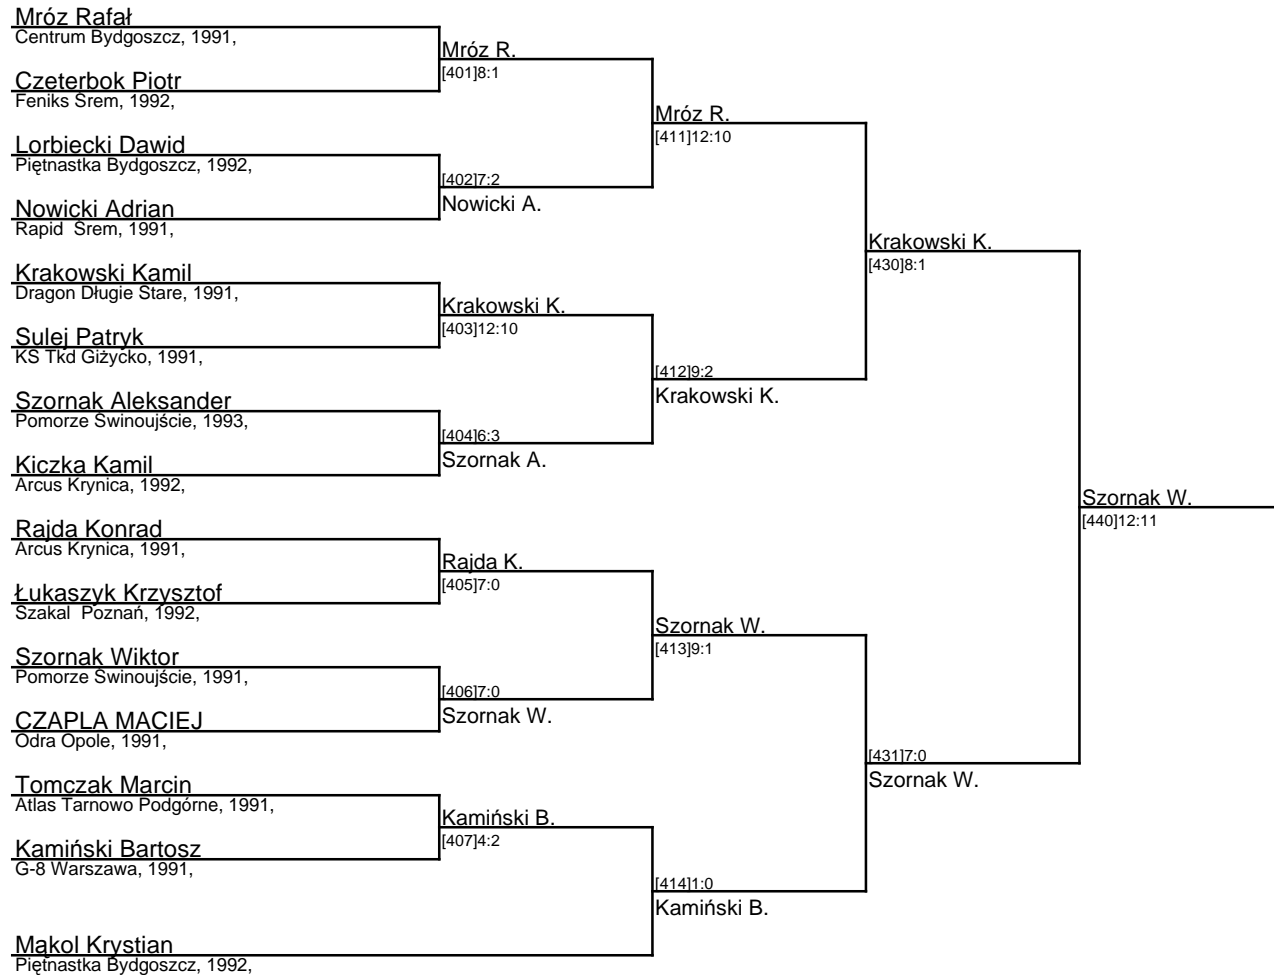 Mróz Rafał
Centrum Bydgoszcz, 1991,
Mróz R.
[401]8:1
Czeterbok Piotr
Feniks Śrem, 1992,
Mróz R.
[411]12:10
Lorbiecki Dawid
Piętnastka Bydgoszcz, 1992,
[402]7:2
Nowicki A.
Nowicki Adrian
Rapid  Śrem, 1991,
Krakowski K.
[430]8:1
Krakowski Kamil
Dragon Długie Stare, 1991,
Krakowski K.
[403]12:10
Sulej Patryk
KS Tkd Giżycko, 1991,
[412]9:2
Krakowski K.
Szornak Aleksander
Pomorze Świnoujście, 1993,
[404]6:3
Szornak A.
Kiczka Kamil
Arcus Krynica, 1992,
Szornak W.
[440]12:11
Rajda Konrad
Arcus Krynica, 1991,
Rajda K.
[405]7:0
Łukaszyk Krzysztof
Szakal  Poznań, 1992,
Szornak W.
[413]9:1
Szornak Wiktor
Pomorze Świnoujście, 1991,
[406]7:0
Szornak W.
CZAPLA MACIEJ
Odra Opole, 1991,
[431]7:0
Szornak W.
Tomczak Marcin
Atlas Tarnowo Podgórne, 1991,
Kamiński B.
[407]4:2
Kamiński Bartosz
G-8 Warszawa, 1991,
[414]1:0
Kamiński B.
Mąkol Krystian
Piętnastka Bydgoszcz, 1992,